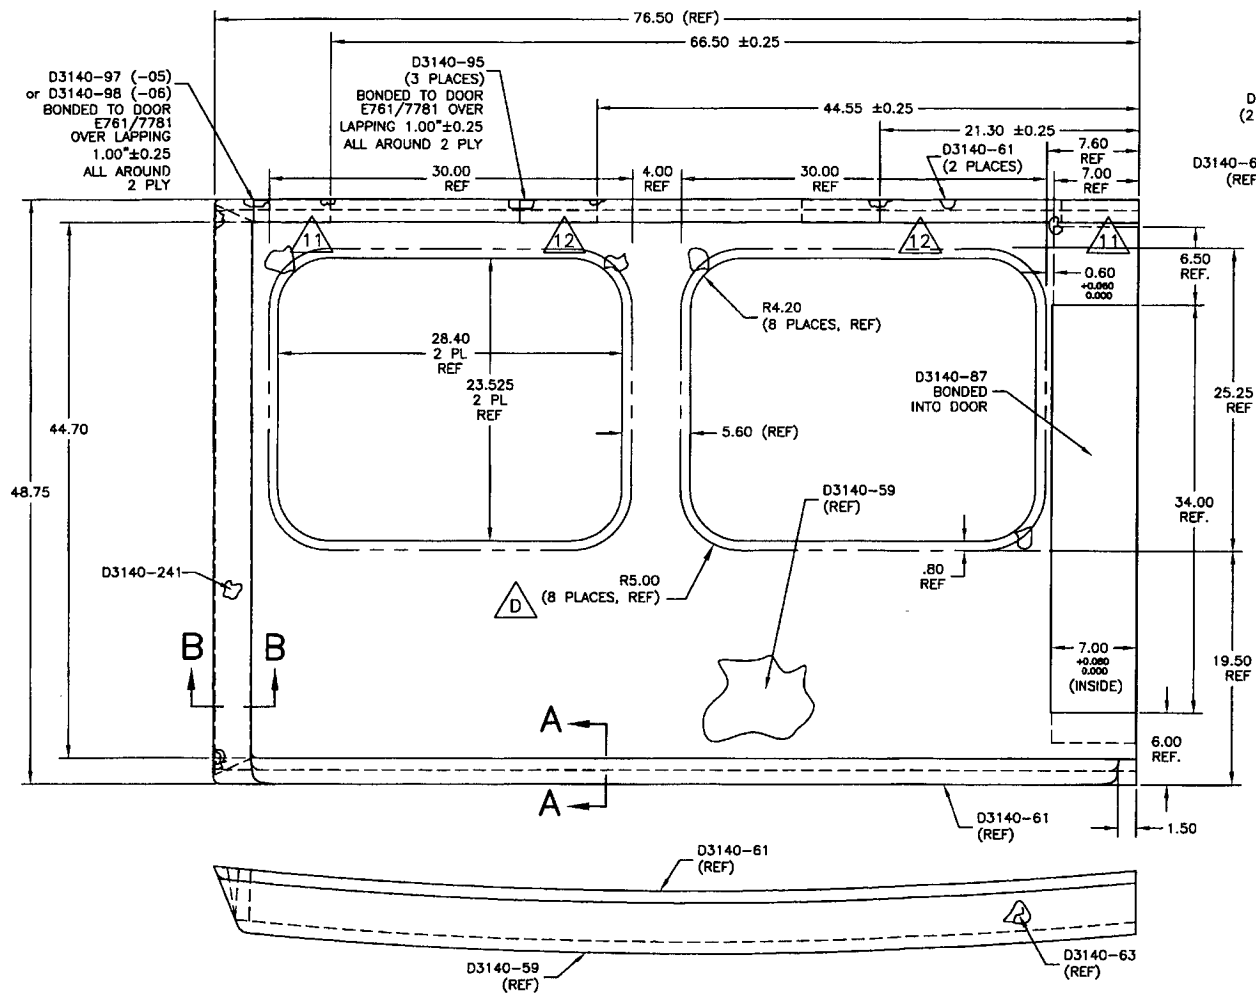 76.50 (REF)
66.50 ±0.25
D3140-97 (-05)
or D3140-98 (-06)
BONDED TO DOOR
E761/7781
OVER LAPPING
1.00"±0.25
ALL AROUND
2 PLY
D3140-95
(3 PLACES)
BONDED TO DOOR
E761/7781 OVER
LAPPING 1.00"±0.25
ALL AROUND 2 PLY
44.55 ±0.25
21.30 ±0.25
D3140-61
(2 PLACES)
7.60
REF
7.00
REF
D
(2
D3140-6
(REF
30.00
REF
4.00
REF
30.00
REF
11
12
12
11
6.50
REF.
0.60
+0.060
0.000
R4.20
(8 PLACES, REF)
28.40
2 PL
REF
23.525
2 PL
REF
D3140-87
BONDED
INTO DOOR
25.25
REF
44.70
5.60 (REF)
48.75
D3140-59
(REF)
34.00
REF.
D3140-241
R5.00
(8 PLACES, REF)
D
.80
REF
B
B
7.00
+0.060
0.000
(INSIDE)
19.50
REF
A
A
6.00
REF.
D3140-61
(REF)
1.50
D3140-61
(REF)
D3140-59
(REF)
D3140-63
(REF)